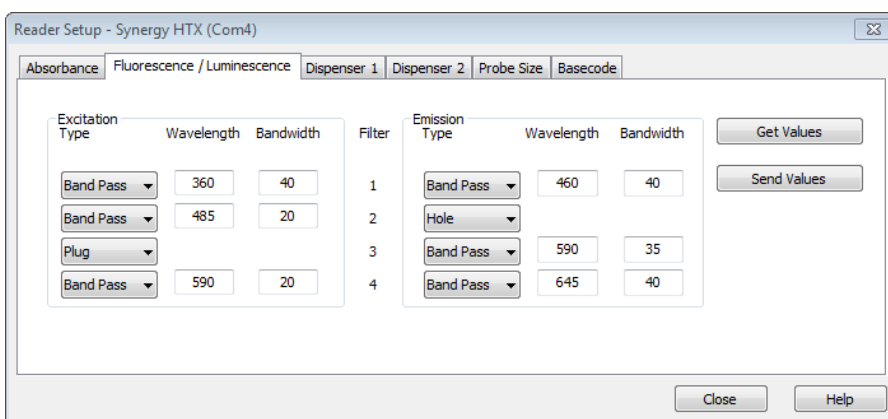 Reader Setup - Synergy HTX (Com4)
Absorbance Fluorescence / Luminescence Dispenser 1 Dispenser 2 Probe Size Basecode
Excitation Emission
Type Wavelength Bandwidth Filter Type Wavelength Bandwidth Get Values
Band Pass 360 40 1 Band Pass 460 40 Send Values
Band Pass 485 20 2 Hole
Plug 3 Band Pass 590 35
Band Pass 590 20 4 Band Pass 645 40
Close Help